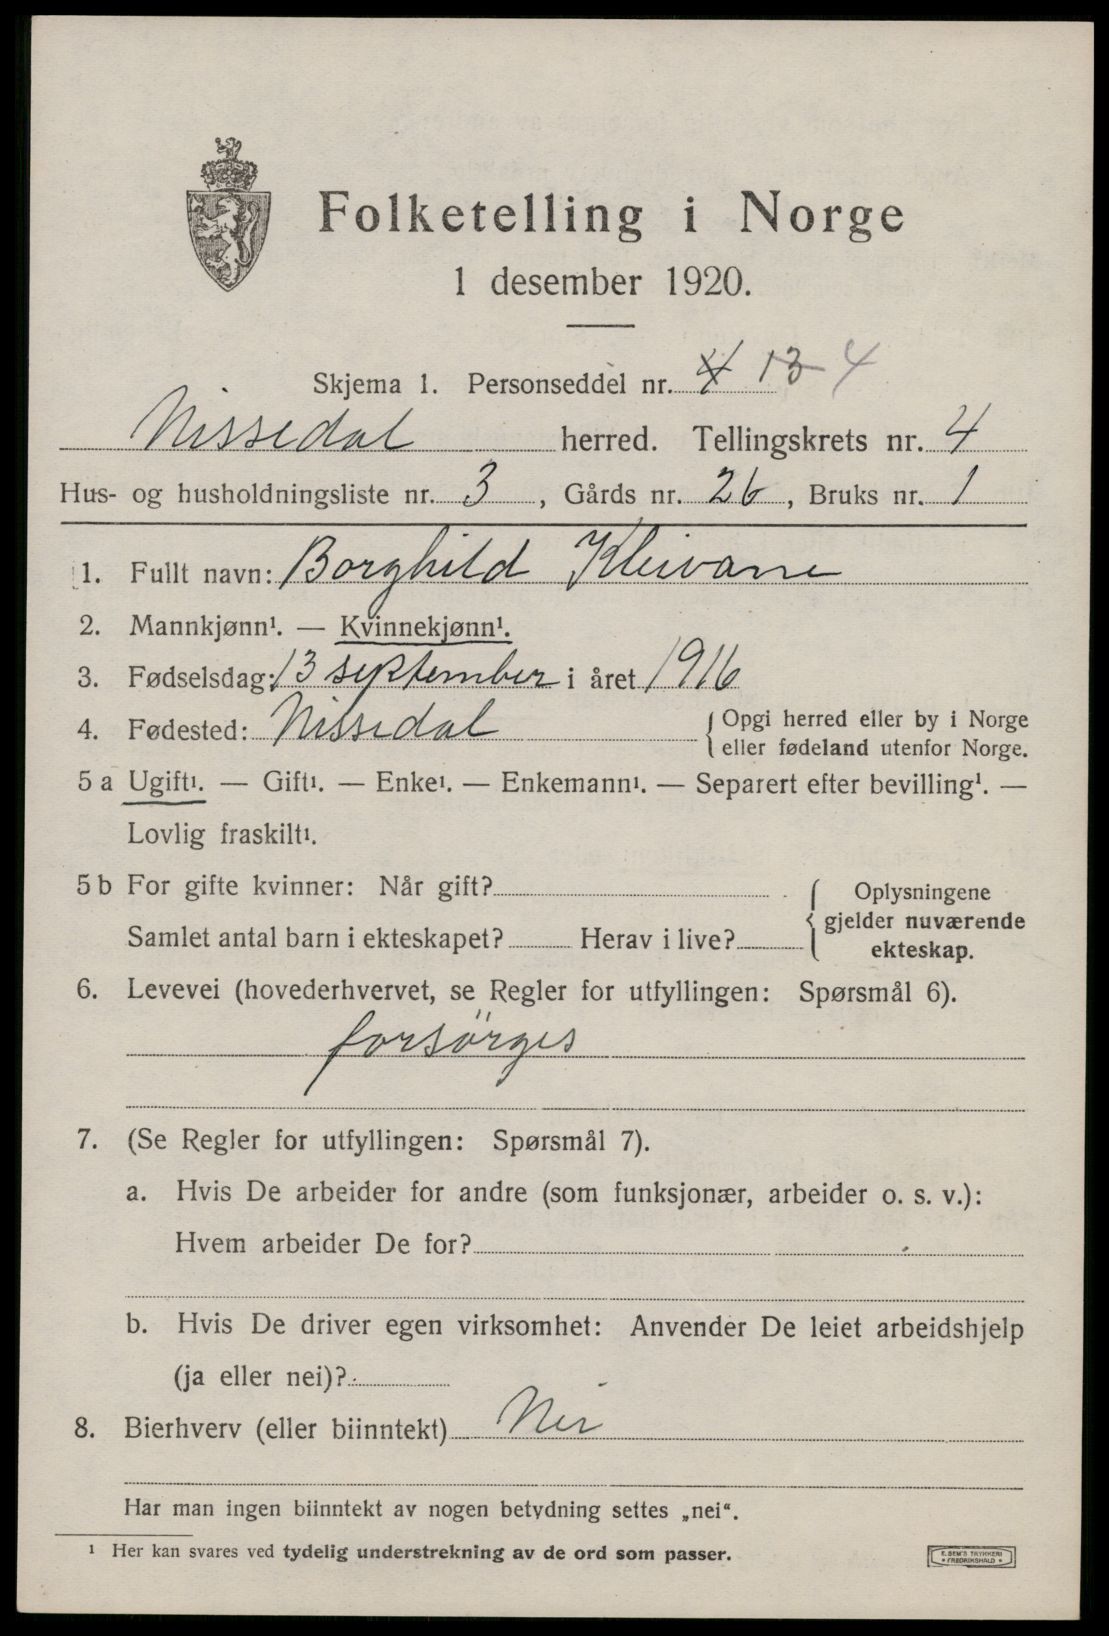 Folketelling i Norge
1 desember 1920.
Skjema 1. Personseddel nr. 4 13 4
Nissedal herred. Tellingskrets nr. 4
Hus- og husholdningsliste nr. 3, Gårds nr. 26, Bruks nr. 1
1. Fullt navn: Borghild Kleivane
2. Mannkjønn¹. — Kvinnekjønn¹.
3. Fødselsdag: 13 september i året 1916
4. Fødested: Nissedal { Opgi herred eller by i Norge
eller fødeland utenfor Norge.
5 a Ugift¹. — Gift¹. — Enke¹. — Enkemann¹. — Separert efter bevilling¹. —
Lovlig fraskilt¹.
5 b For gifte kvinner: Når gift? { Oplysningene
gjelder nuværende
Samlet antal barn i ekteskapet? Herav i live?
ekteskap.
6. Levevei (hovederhvervet, se Regler for utfyllingen: Spørsmål 6).
forsörges
7. (Se Regler for utfyllingen: Spørsmål 7).
a. Hvis De arbeider for andre (som funksjonær, arbeider o. s. v.):
Hvem arbeider De for?
b. Hvis De driver egen virksomhet: Anvender De leiet arbeidshjelp
(ja eller nei)?
8. Bierhverv (eller biinntekt) Nei
Har man ingen biinntekt av nogen betydning settes „nei“.
¹ Her kan svares ved tydelig understrekning av de ord som passer.
E. SEM'S TRYKKERI
• FREDRIKSHALD •